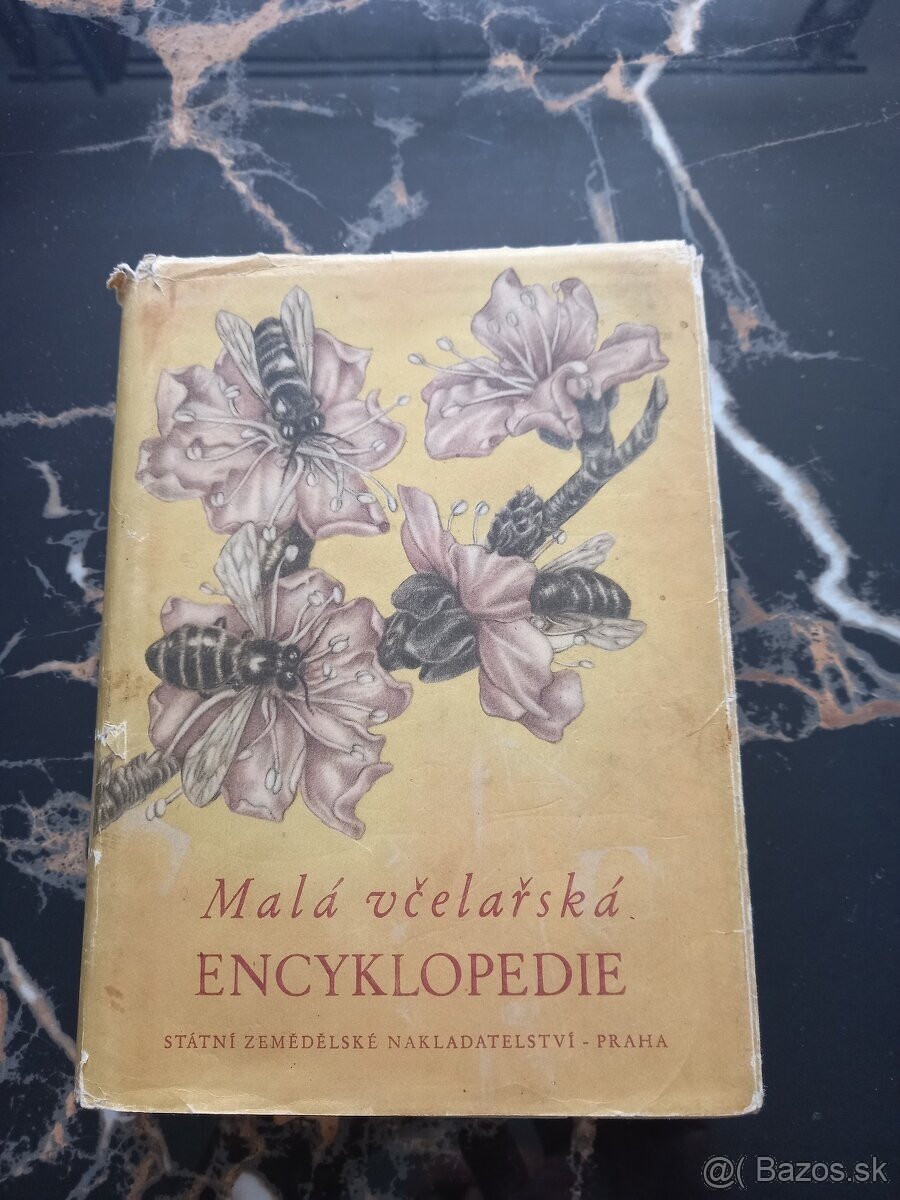 Malá včelařská
ENCYKLOPEDIE
STÁTNÍ ZEMĚDĚLSKÉ NAKLADATELSTVÍ - PRAHA
@( Bazos.sk